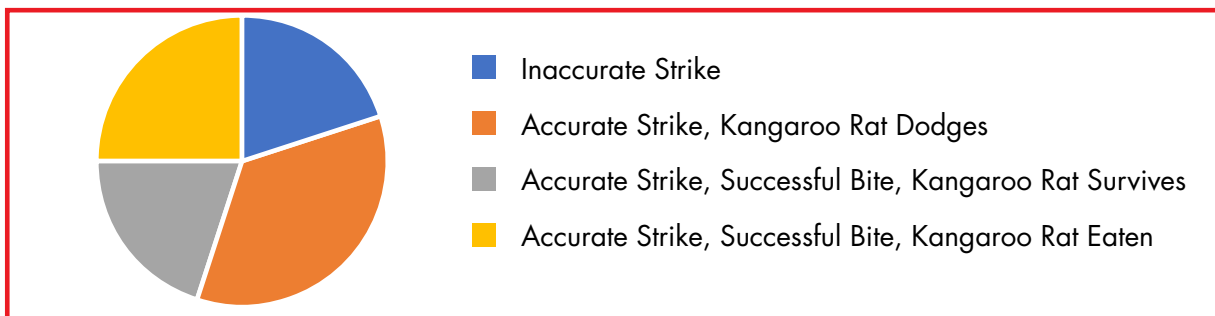 Inaccurate Strike
Accurate Strike, Kangaroo Rat Dodges
Accurate Strike, Successful Bite, Kangaroo Rat Survives
Accurate Strike, Successful Bite, Kangaroo Rat Eaten